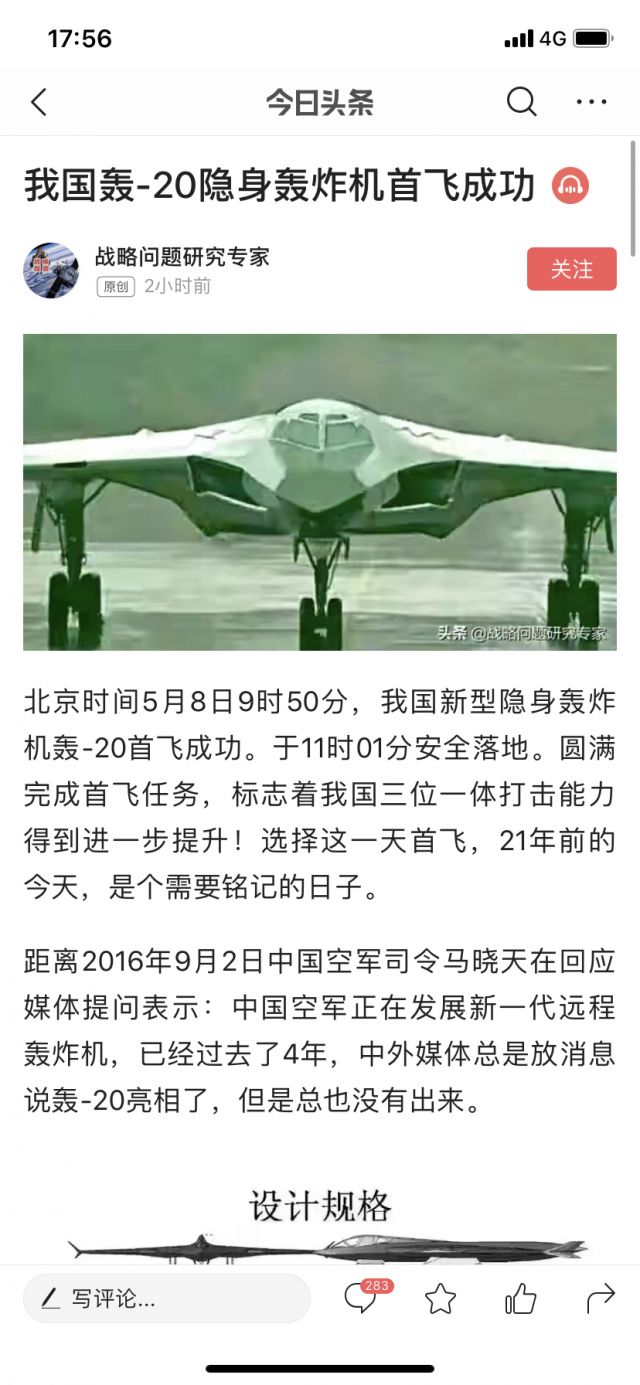 17:56
4G
今日头条
我国轰-20隐身轰炸机首飞成功
战略问题研究专家
原创 2小时前
关注
头条 @战略问题研究专家
北京时间5月8日9时50分，我国新型隐身轰炸
机轰-20首飞成功。于11时01分安全落地。圆满
完成首飞任务，标志着我国三位一体打击能力
得到进一步提升！选择这一天首飞，21年前的
今天，是个需要铭记的日子。
距离2016年9月2日中国空军司令马晓天在回应
媒体提问表示：中国空军正在发展新一代远程
轰炸机，已经过去了4年，中外媒体总是放消息
说轰-20亮相了，但是总也没有出来。
设计规格
写评论...
283